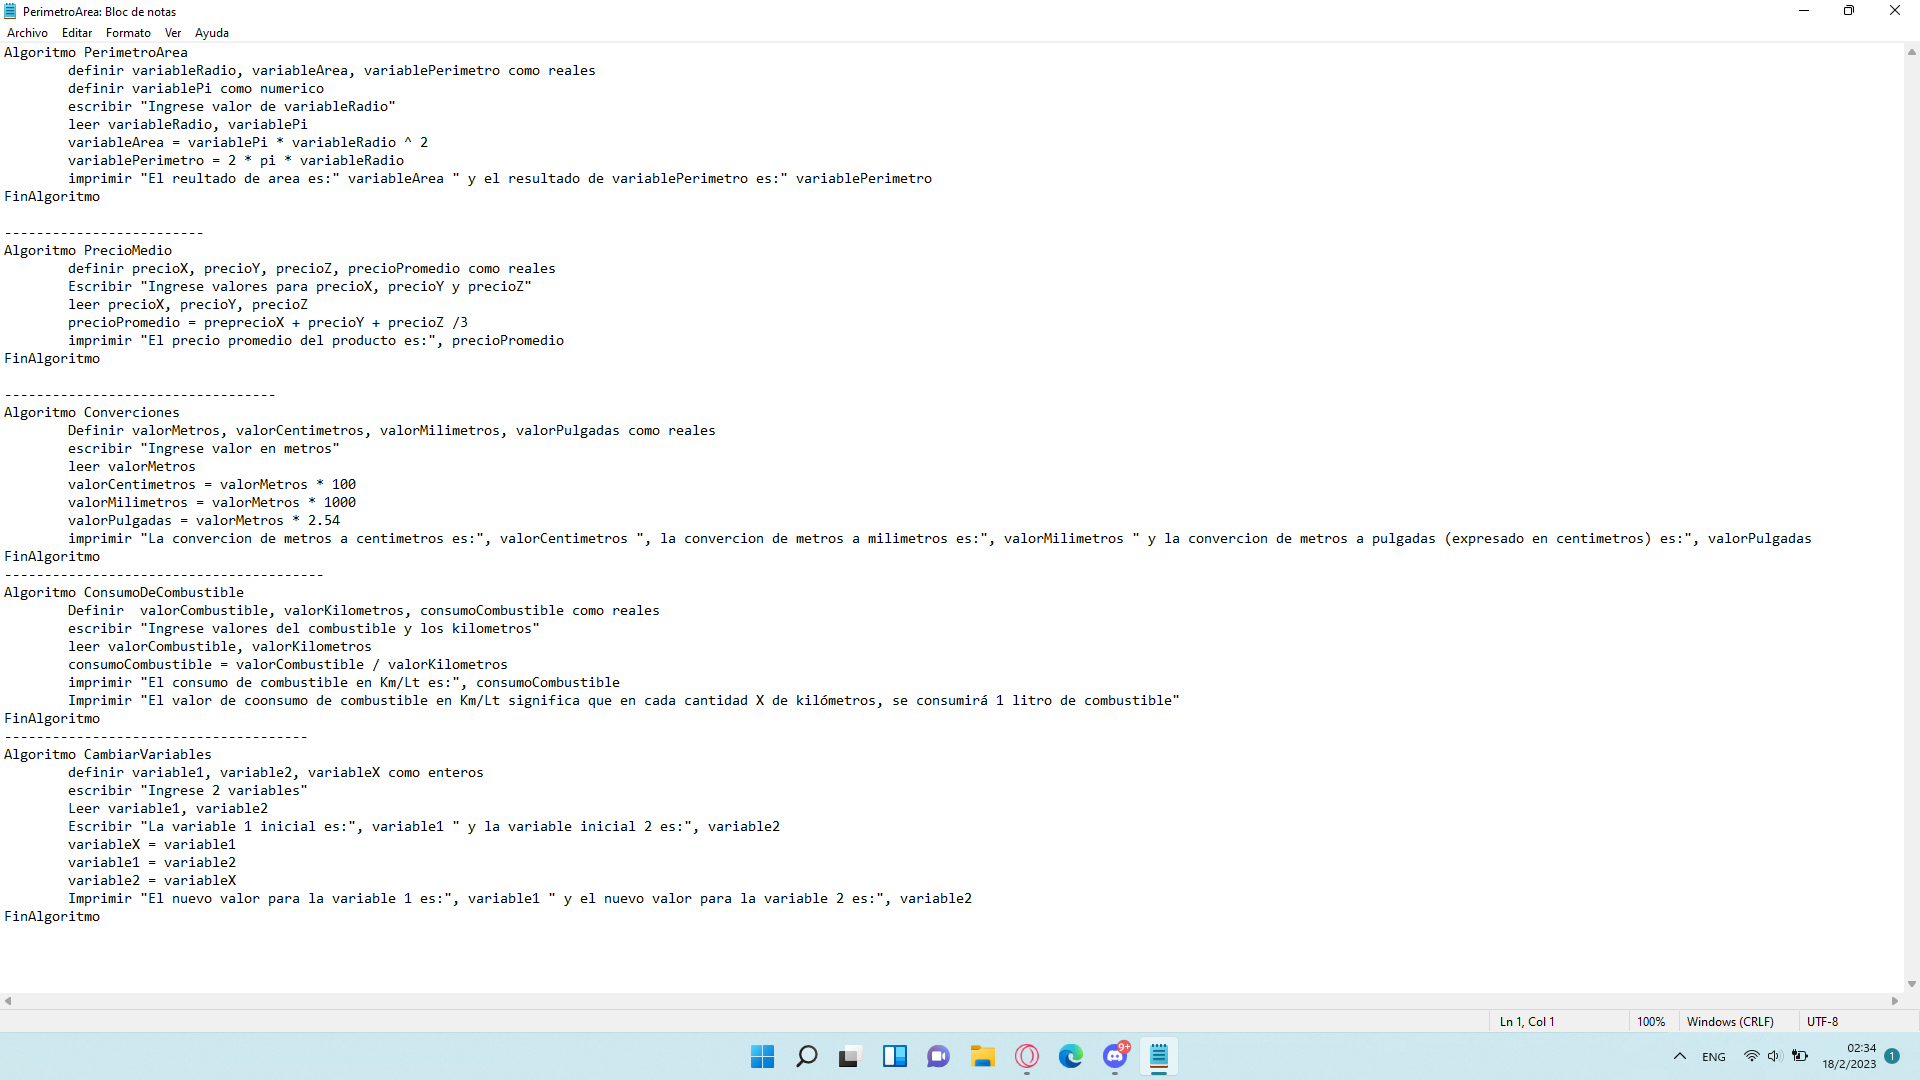 PerimetroArea: Bloc de notas
Archivo Editar Formato Ver Ayuda
Algoritmo PerimetroArea
definir variableRadio, variableArea, variablePerimetro como reales
definir variablePi como numerico
escribir "Ingrese valor de variableRadio"
leer variableRadio, variablePi
variableArea = variablePi * variableRadio ^ 2
variablePerimetro = 2 * pi * variableRadio
imprimir "El reultado de area es:" variableArea " y el resultado de variablePerimetro es:" variablePerimetro
FinAlgoritmo
-------------------------
Algoritmo PrecioMedio
definir precioX, precioY, precioZ, precioPromedio como reales
Escribir "Ingrese valores para precioX, precioY y precioZ"
leer precioX, precioY, precioZ
precioPromedio = preprecioX + precioY + precioZ /3
imprimir "El precio promedio del producto es:", precioPromedio
FinAlgoritmo
----------------------------------
Algoritmo Converciones
Definir valorMetros, valorCentimetros, valorMilimetros, valorPulgadas como reales
escribir "Ingrese valor en metros"
leer valorMetros
valorCentimetros = valorMetros * 100
valorMilimetros = valorMetros * 1000
valorPulgadas = valorMetros * 2.54
imprimir "La convercion de metros a centimetros es:", valorCentimetros ", la convercion de metros a milimetros es:", valorMilimetros " y la convercion de metros a pulgadas (expresado en centimetros) es:", valorPulgadas
FinAlgoritmo
----------------------------------------
Algoritmo ConsumoDeCombustible
Definir  valorCombustible, valorKilometros, consumoCombustible como reales
escribir "Ingrese valores del combustible y los kilometros"
leer valorCombustible, valorKilometros
consumoCombustible = valorCombustible / valorKilometros
imprimir "El consumo de combustible en Km/Lt es:", consumoCombustible
Imprimir "El valor de coonsumo de combustible en Km/Lt significa que en cada cantidad X de kilómetros, se consumirá 1 litro de combustible"
FinAlgoritmo
--------------------------------------
Algoritmo CambiarVariables
definir variable1, variable2, variableX como enteros
escribir "Ingrese 2 variables"
Leer variable1, variable2
Escribir "La variable 1 inicial es:", variable1 " y la variable inicial 2 es:", variable2
variableX = variable1
variable1 = variable2
variable2 = variableX
Imprimir "El nuevo valor para la variable 1 es:", variable1 " y el nuevo valor para la variable 2 es:", variable2
FinAlgoritmo
Ln 1, Col 1 100% Windows (CRLF) UTF-8
9+
ENG 02:34 1
18/2/2023